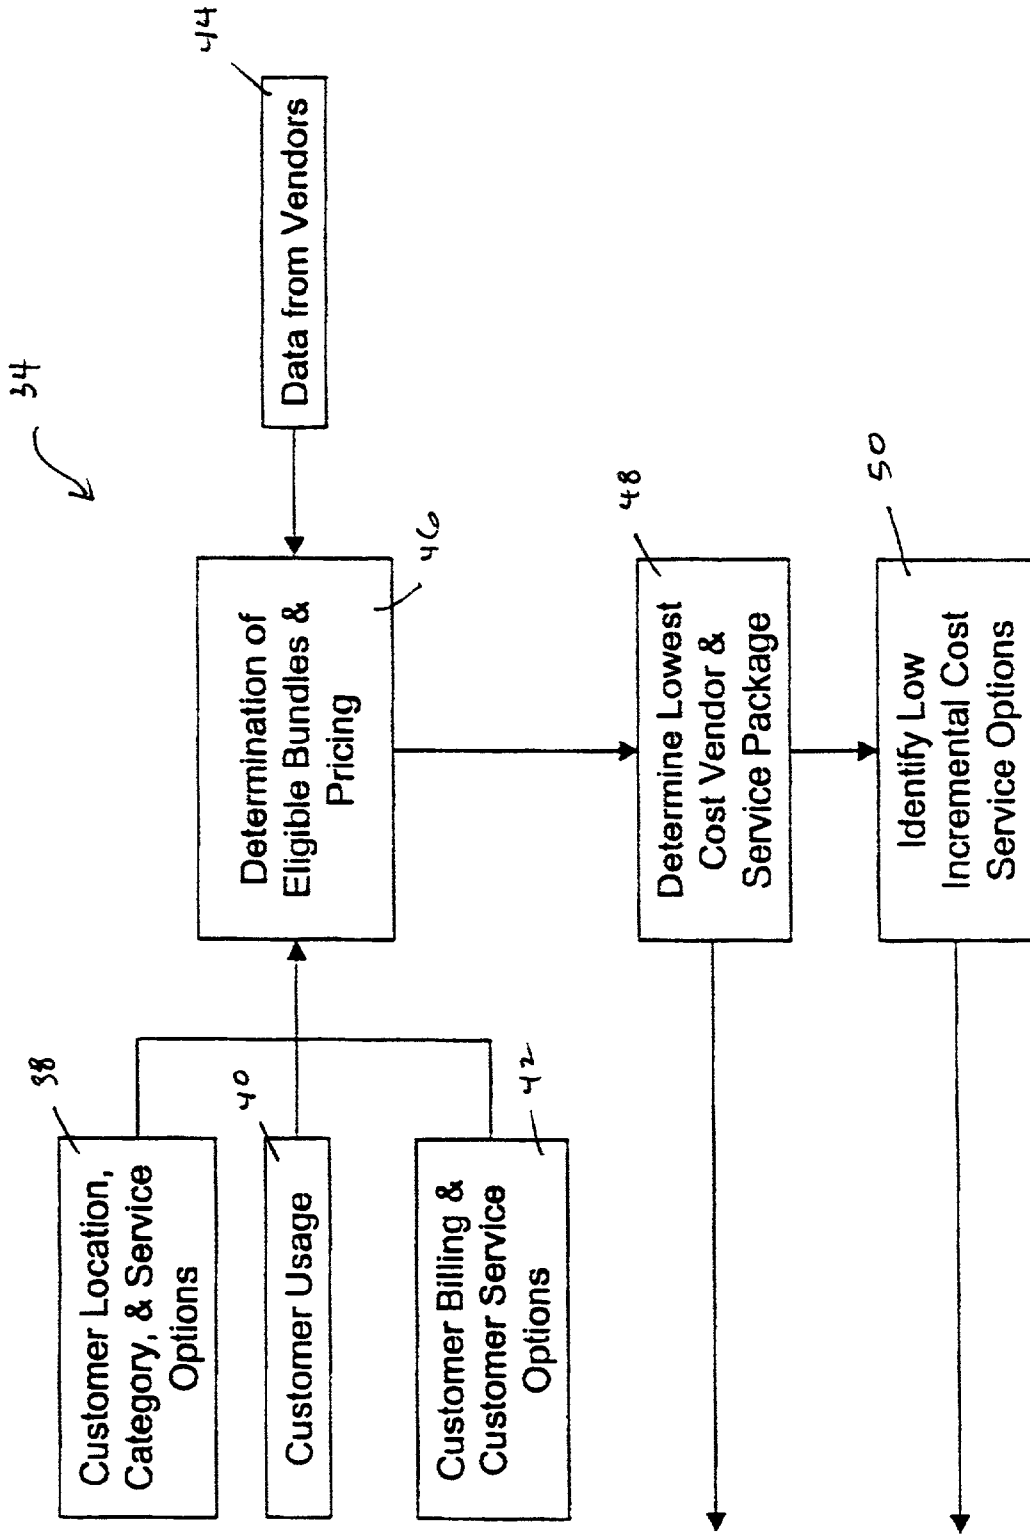 34
38
Customer Location,
Category, & Service
Options
40
Customer Usage
42
Customer Billing &
Customer Service
Options
46
Determination of
Eligible Bundles &
Pricing
44
Data from Vendors
48
Determine Lowest
Cost Vendor &
Service Package
50
Identify Low
Incremental Cost
Service Options